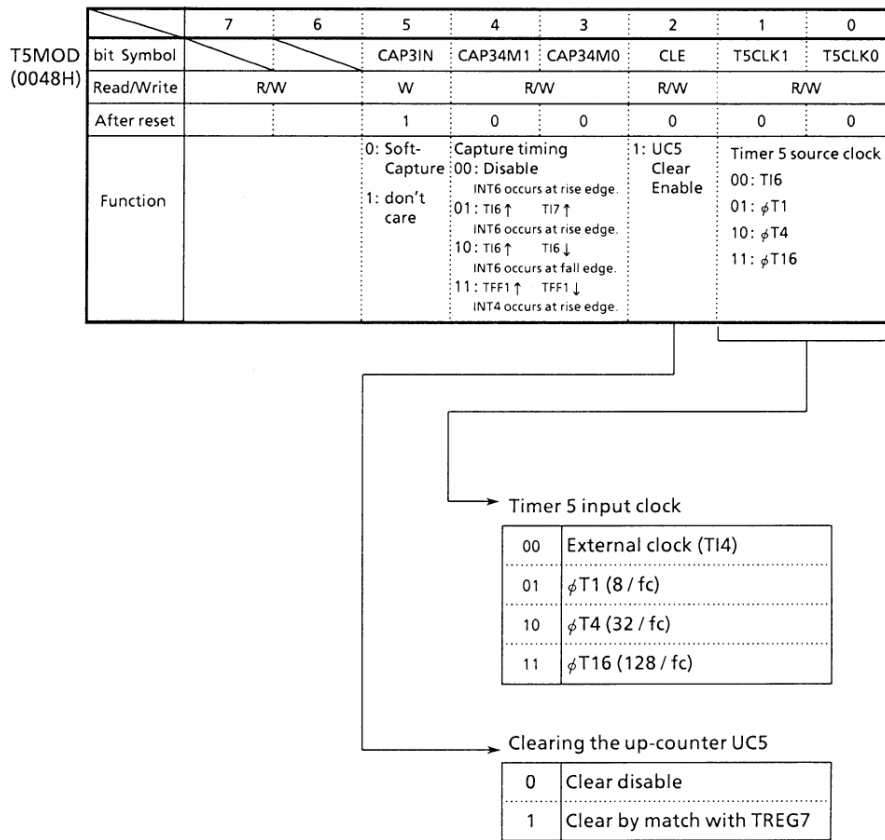 7 6 5 4 3 2 1 0
T5MOD
(0048H)
bit Symbol CAP3IN CAP34M1 CAP34M0 CLE T5CLK1 T5CLK0
Read/Write R/W W R/W R/W R/W
After reset 1 0 0 0 0 0
Function
0: Soft-
Capture
1: don't
care
Capture timing
00: Disable
INT6 occurs at rise edge.
01: TI6↑ TI7↑
INT6 occurs at rise edge.
10: TI6↑ TI6↓
INT6 occurs at fall edge.
11: TFF1↑ TFF1↓
INT4 occurs at rise edge.
1: UC5
Clear
Enable
Timer 5 source clock
00: TI6
01: φT1
10: φT4
11: φT16
Timer 5 input clock
00 External clock (TI4)
01 φT1 (8 / fc)
10 φT4 (32 / fc)
11 φT16 (128 / fc)
Clearing the up-counter UC5
0 Clear disable
1 Clear by match with TREG7